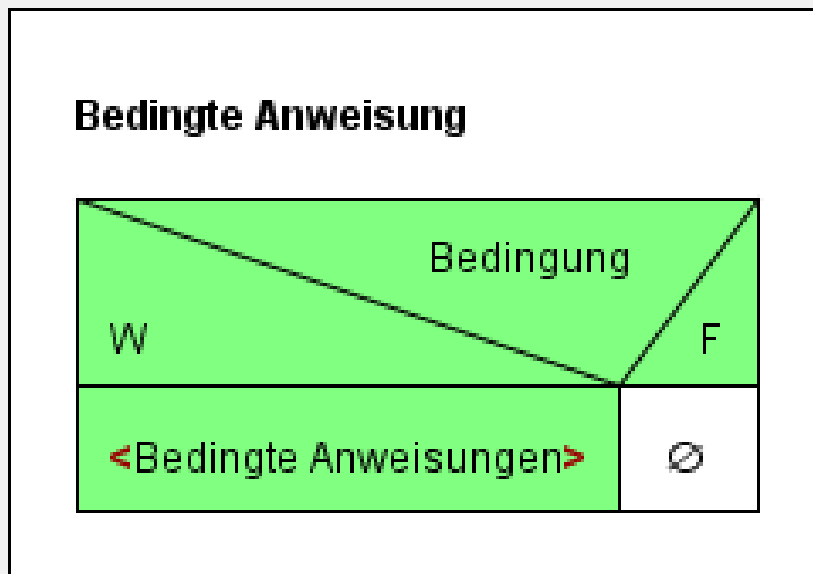 Bedingte Anweisung
Bedingung
W F
<Bedingte Anweisungen> ∅